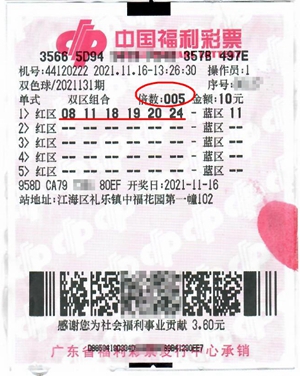 中国福利彩票
3566 5D94 357B 497E
机号:44120222 2021.11.16-13:26:30 操作员:1
双色球/2021131期 序号:
单式 双区组合 倍数:005 金额:10元
1) 红区 08 11 18 19 20 24 - 蓝区 11
2) 红区 -- -- -- -- -- -- - 蓝区 --
3) 红区 -- -- -- -- -- -- - 蓝区 --
4) 红区 -- -- -- -- -- -- - 蓝区 --
5) 红区 -- -- -- -- -- -- - 蓝区 --
958D CA79 80EF 开奖日:2021-11-16
站地址:江海区礼乐镇中福花园第一幢102
感谢您为社会福利事业贡献 3.60元
广东省福利彩票发行中心承销